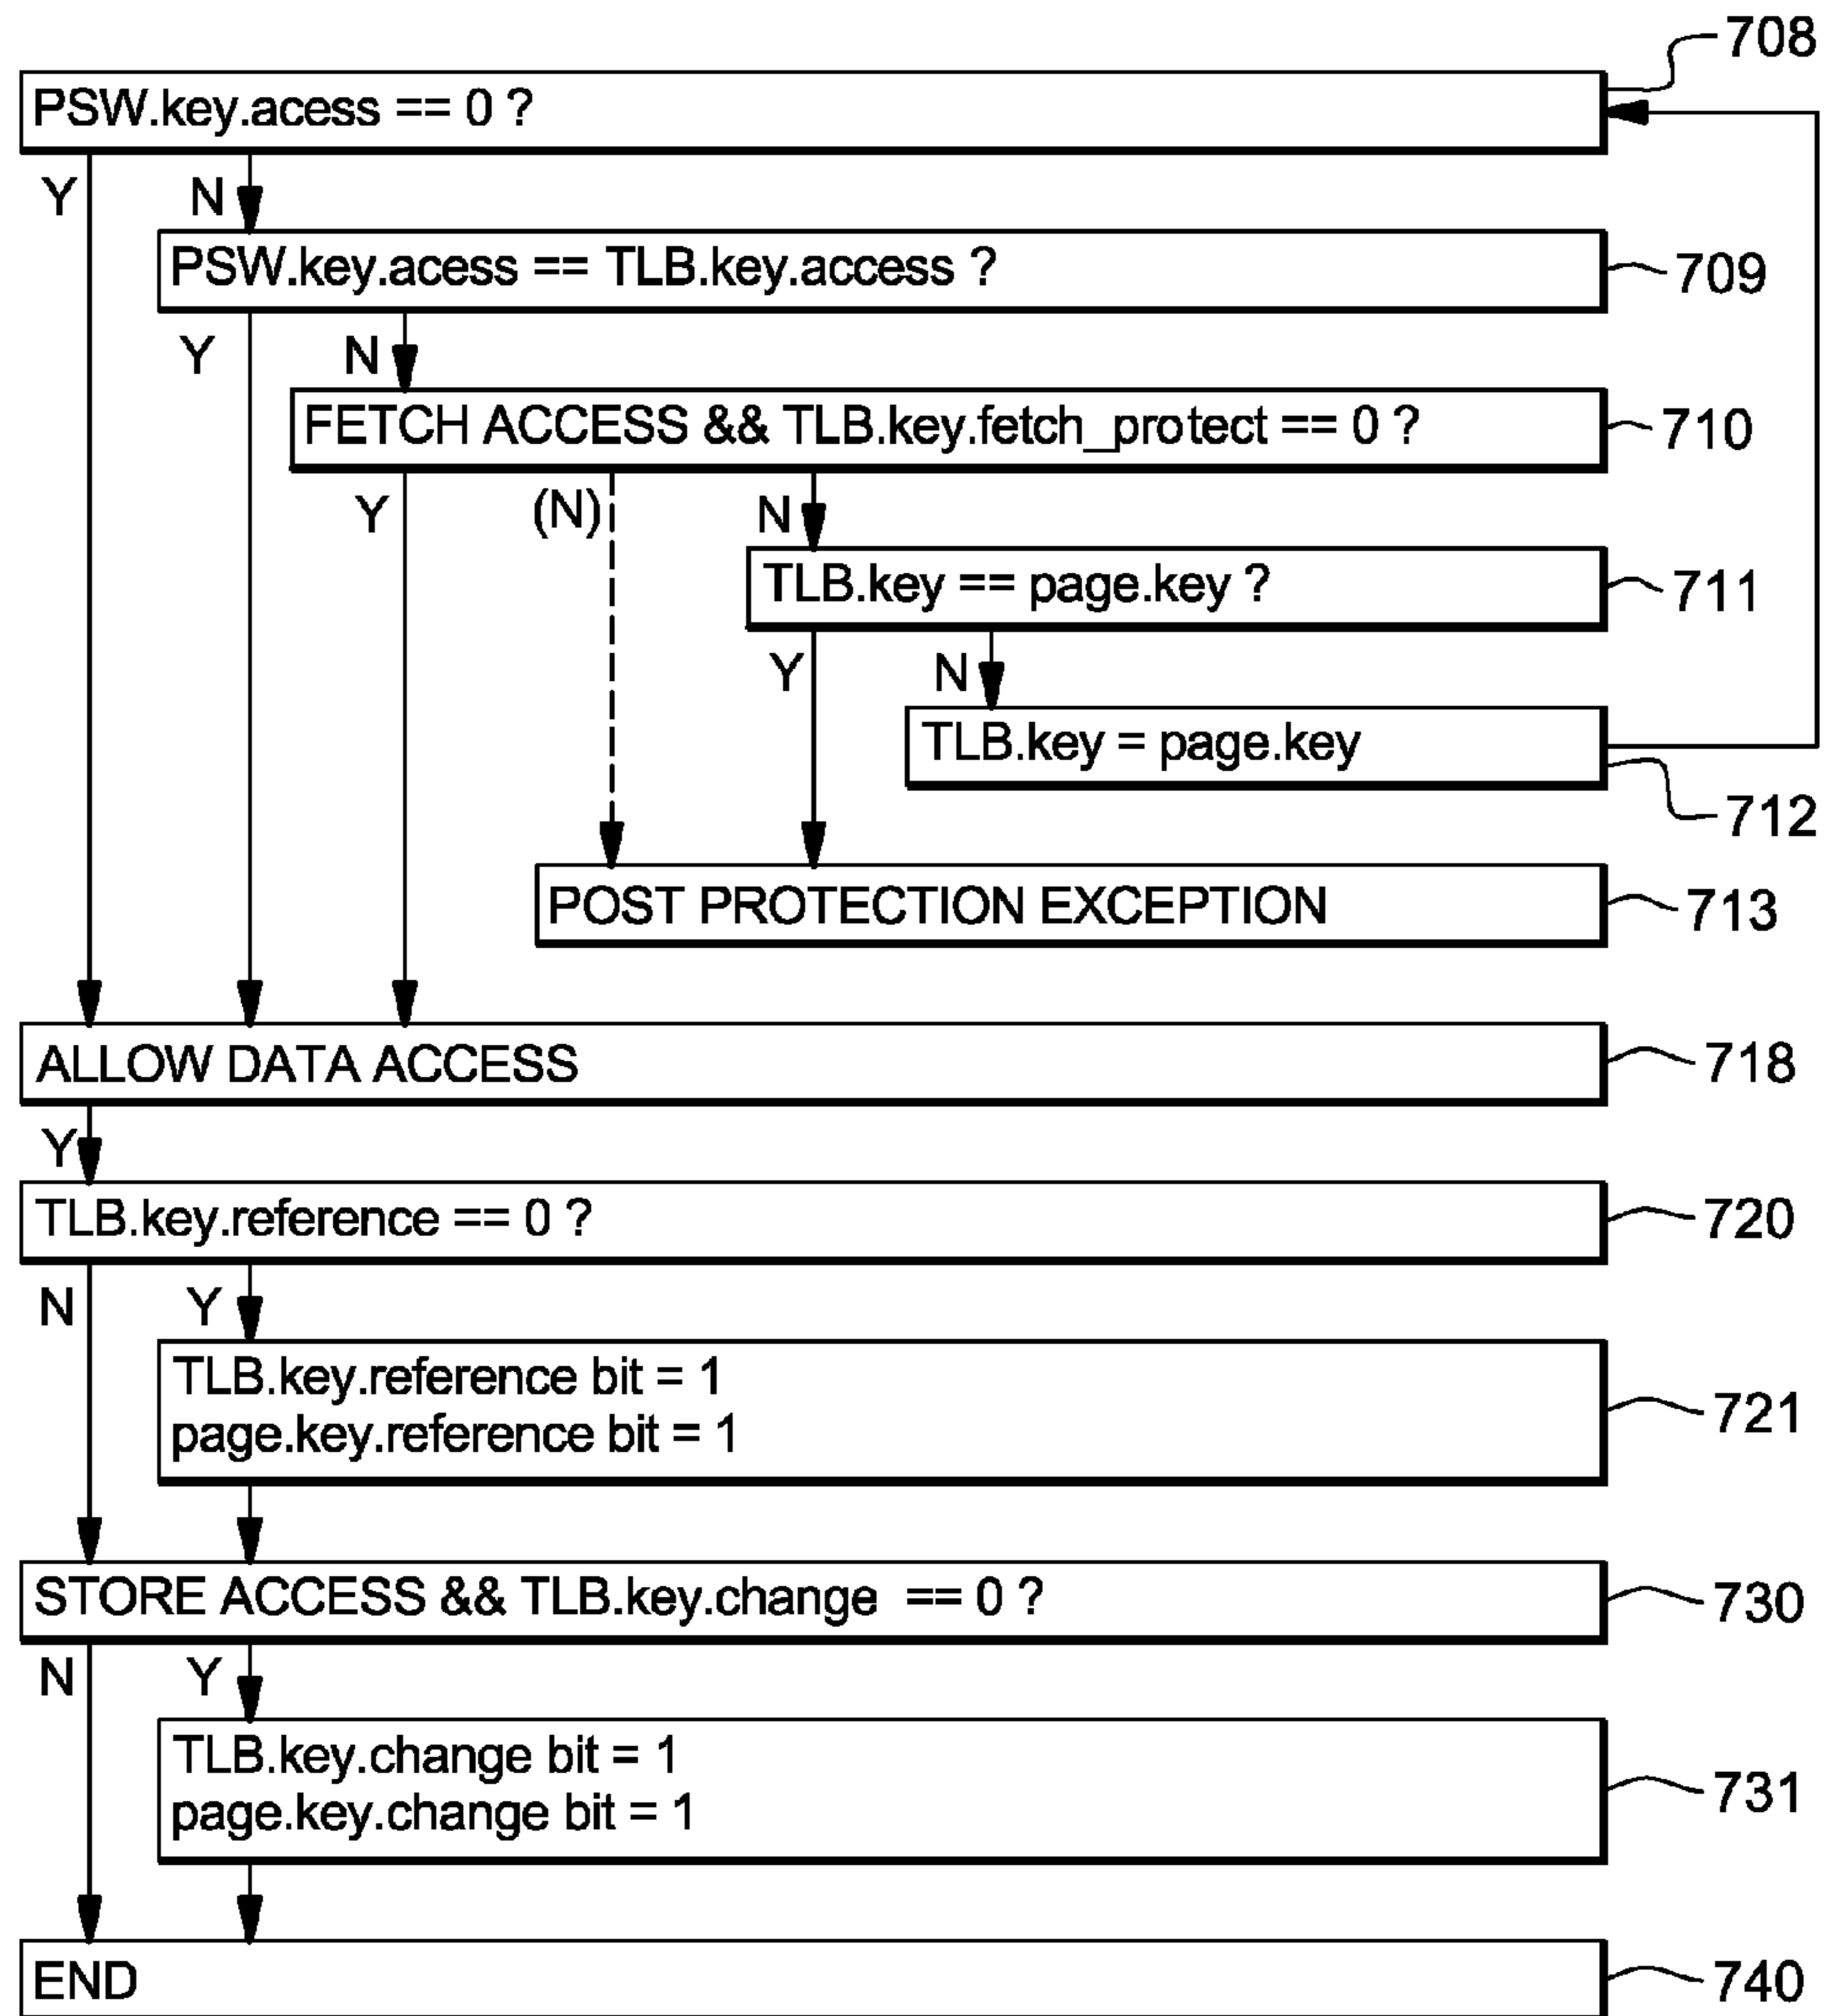 708
PSW.key.acess == 0 ?
Y N
PSW.key.acess == TLB.key.access ?
709
Y N
FETCH ACCESS && TLB.key.fetch_protect == 0 ?
710
Y (N) N
TLB.key == page.key ?
711
Y N
TLB.key = page.key
712
POST PROTECTION EXCEPTION
713
ALLOW DATA ACCESS
718
Y
TLB.key.reference == 0 ?
720
N Y
TLB.key.reference bit = 1
page.key.reference bit = 1
721
STORE ACCESS && TLB.key.change == 0 ?
730
N Y
TLB.key.change bit = 1
page.key.change bit = 1
731
END
740